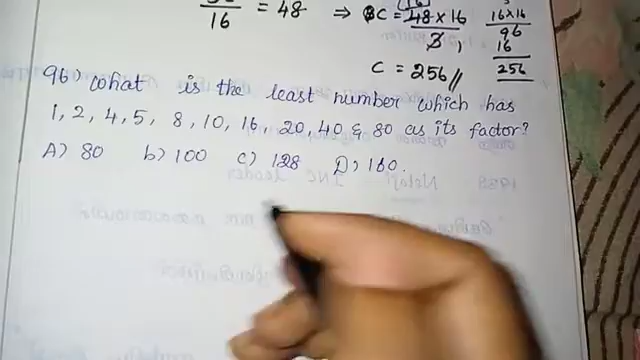 16 = 48 ⇒ C = 48 × 16
3,
16×16
96
16
256
C = 256//
96) What is the least number which has
1, 2, 4, 5, 8, 10, 16, 20, 40 & 80 as its factor?
A) 80 b) 100 C) 128 D) 160.